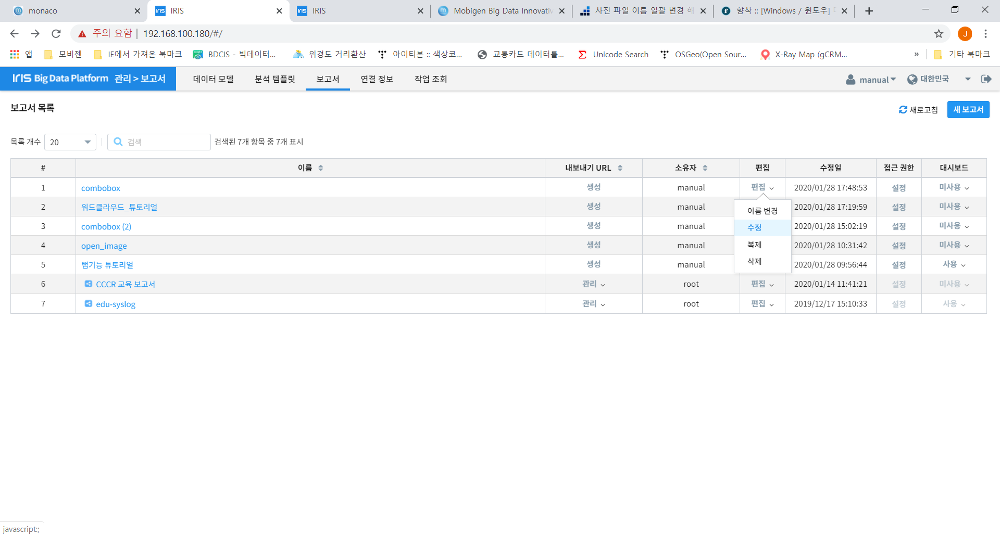 monaco
IRIS
IRIS
Mobigen Big Data Innovativ
사진 파일 이름 일괄 변경 해
향삭 :: [Windows / 윈도우]
주의 요함 | 192.168.100.180/#/
J
앱
모비젠
IE에서 가져온 북마크
BDCIS - 빅데이터...
위경도 거리환산
아이티본 :: 색상코...
교통카드 데이터를...
Unicode Search
OSGeo(Open Sour...
X-Ray Map (gCRM...
»
기타 북마크
IRIS Big Data Platform 관리 > 보고서
데이터 모델
분석 템플릿
보고서
연결 정보
작업 조회
manual
대한민국
보고서 목록
새로고침
새 보고서
목록 개수 20
검색
검색된 7개 항목 중 7개 표시
# 이름 내보내기 URL 소유자 편집 수정일 접근 권한 대시보드
1 combobox 생성 manual 편집 2020/01/28 17:48:53 설정 미사용
2 워드클라우드_튜토리얼 생성 manual 2020/01/28 17:19:59 설정 미사용
3 combobox (2) 생성 manual 2020/01/28 15:02:19 설정 미사용
4 open_image 생성 manual 2020/01/28 10:31:42 설정 미사용
5 탭기능 튜토리얼 생성 manual 2020/01/28 09:56:44 설정 사용
6 CCCR 교육 보고서 관리 root 편집 2020/01/14 11:41:21 설정 미사용
7 edu-syslog 관리 root 편집 2019/12/17 15:10:33 설정 사용
이름 변경
수정
복제
삭제
javascript:;